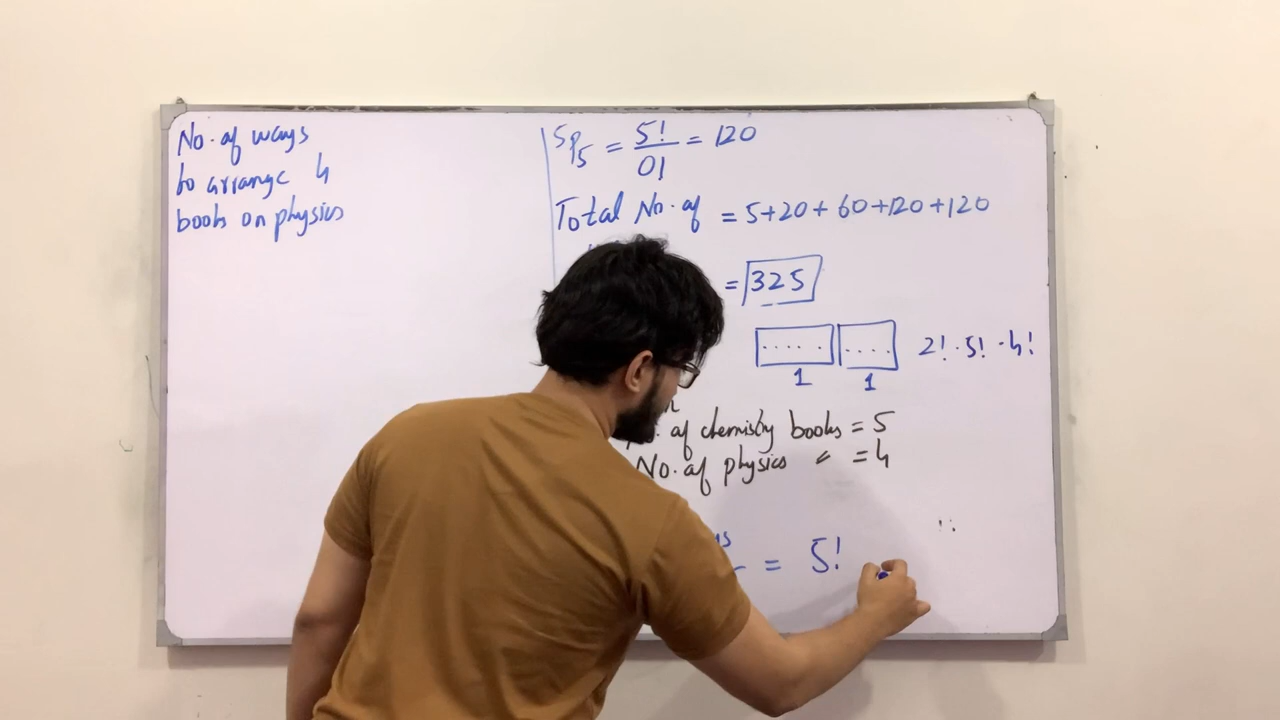 No. of ways
to arrange 4
books on physics
5P5 = 5!/0! = 120
Total No. of = 5+20+ 60+120+120
= 325
..... .... 2! . 5! . 4!
1 1
of chemistry books = 5
No. of physics " = 4
= 5!